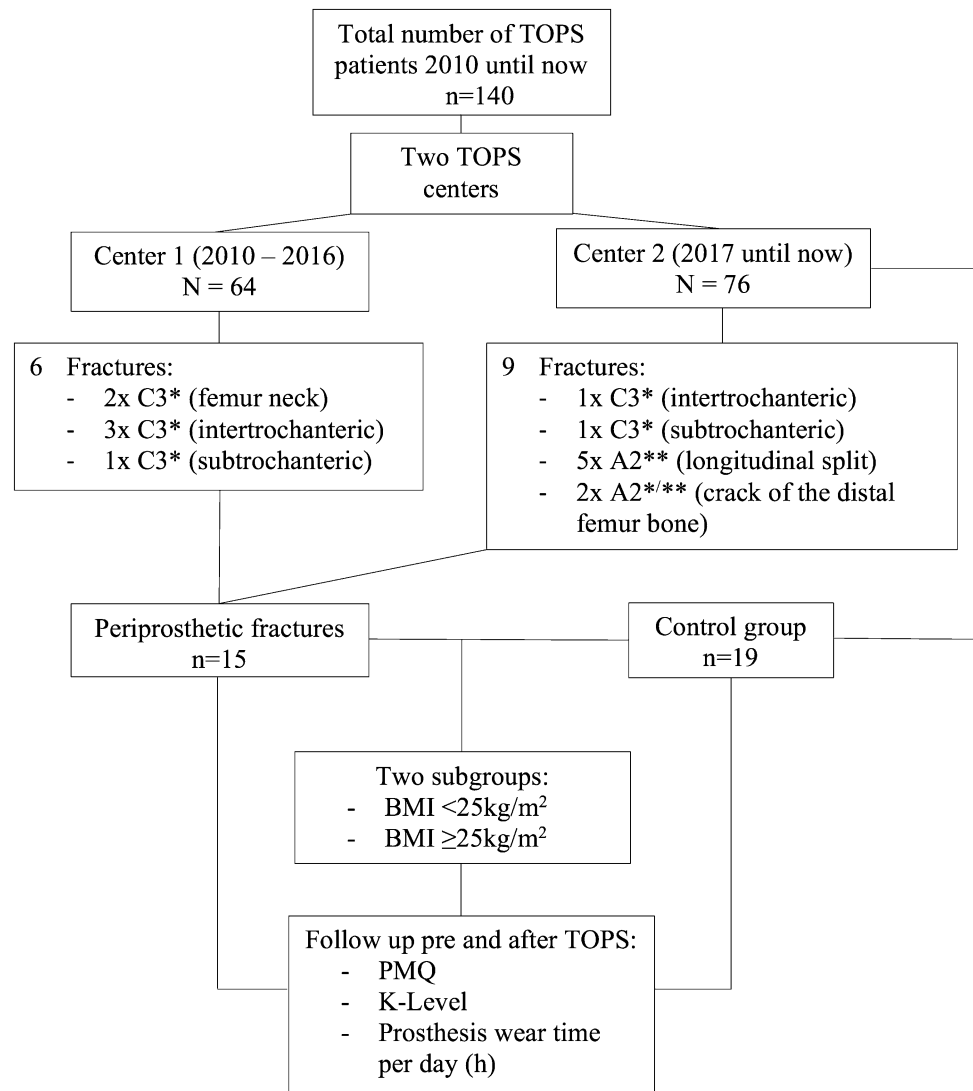 Total number of TOPS
patients 2010 until now
n=140
Two TOPS
centers
Center 1 (2010 – 2016)
N = 64
Center 2 (2017 until now)
N = 76
6 Fractures:
- 2x C3* (femur neck)
- 3x C3* (intertrochanteric)
- 1x C3* (subtrochanteric)
9 Fractures:
- 1x C3* (intertrochanteric)
- 1x C3* (subtrochanteric)
- 5x A2** (longitudinal split)
- 2x A2*/** (crack of the distal
femur bone)
Periprosthetic fractures
n=15
Control group
n=19
Two subgroups:
- BMI <25kg/m²
- BMI ≥25kg/m²
Follow up pre and after TOPS:
- PMQ
- K-Level
- Prosthesis wear time
per day (h)